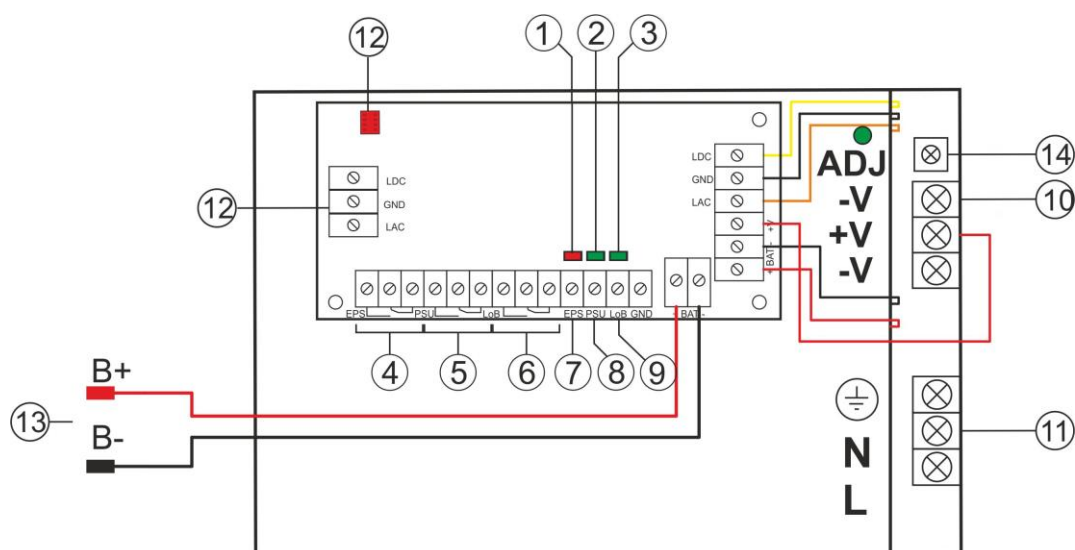 12
1
2
3
LDC
GND
LAC
12
LDC
GND
LAC
+V
- BAT +
ADJ
-V
+V
-V
14
10
EPS
PSU
LoB
EPS PSU LoB GND
+ BAT -
4
5
6
7
8
9
B+
13
B-
N
L
11